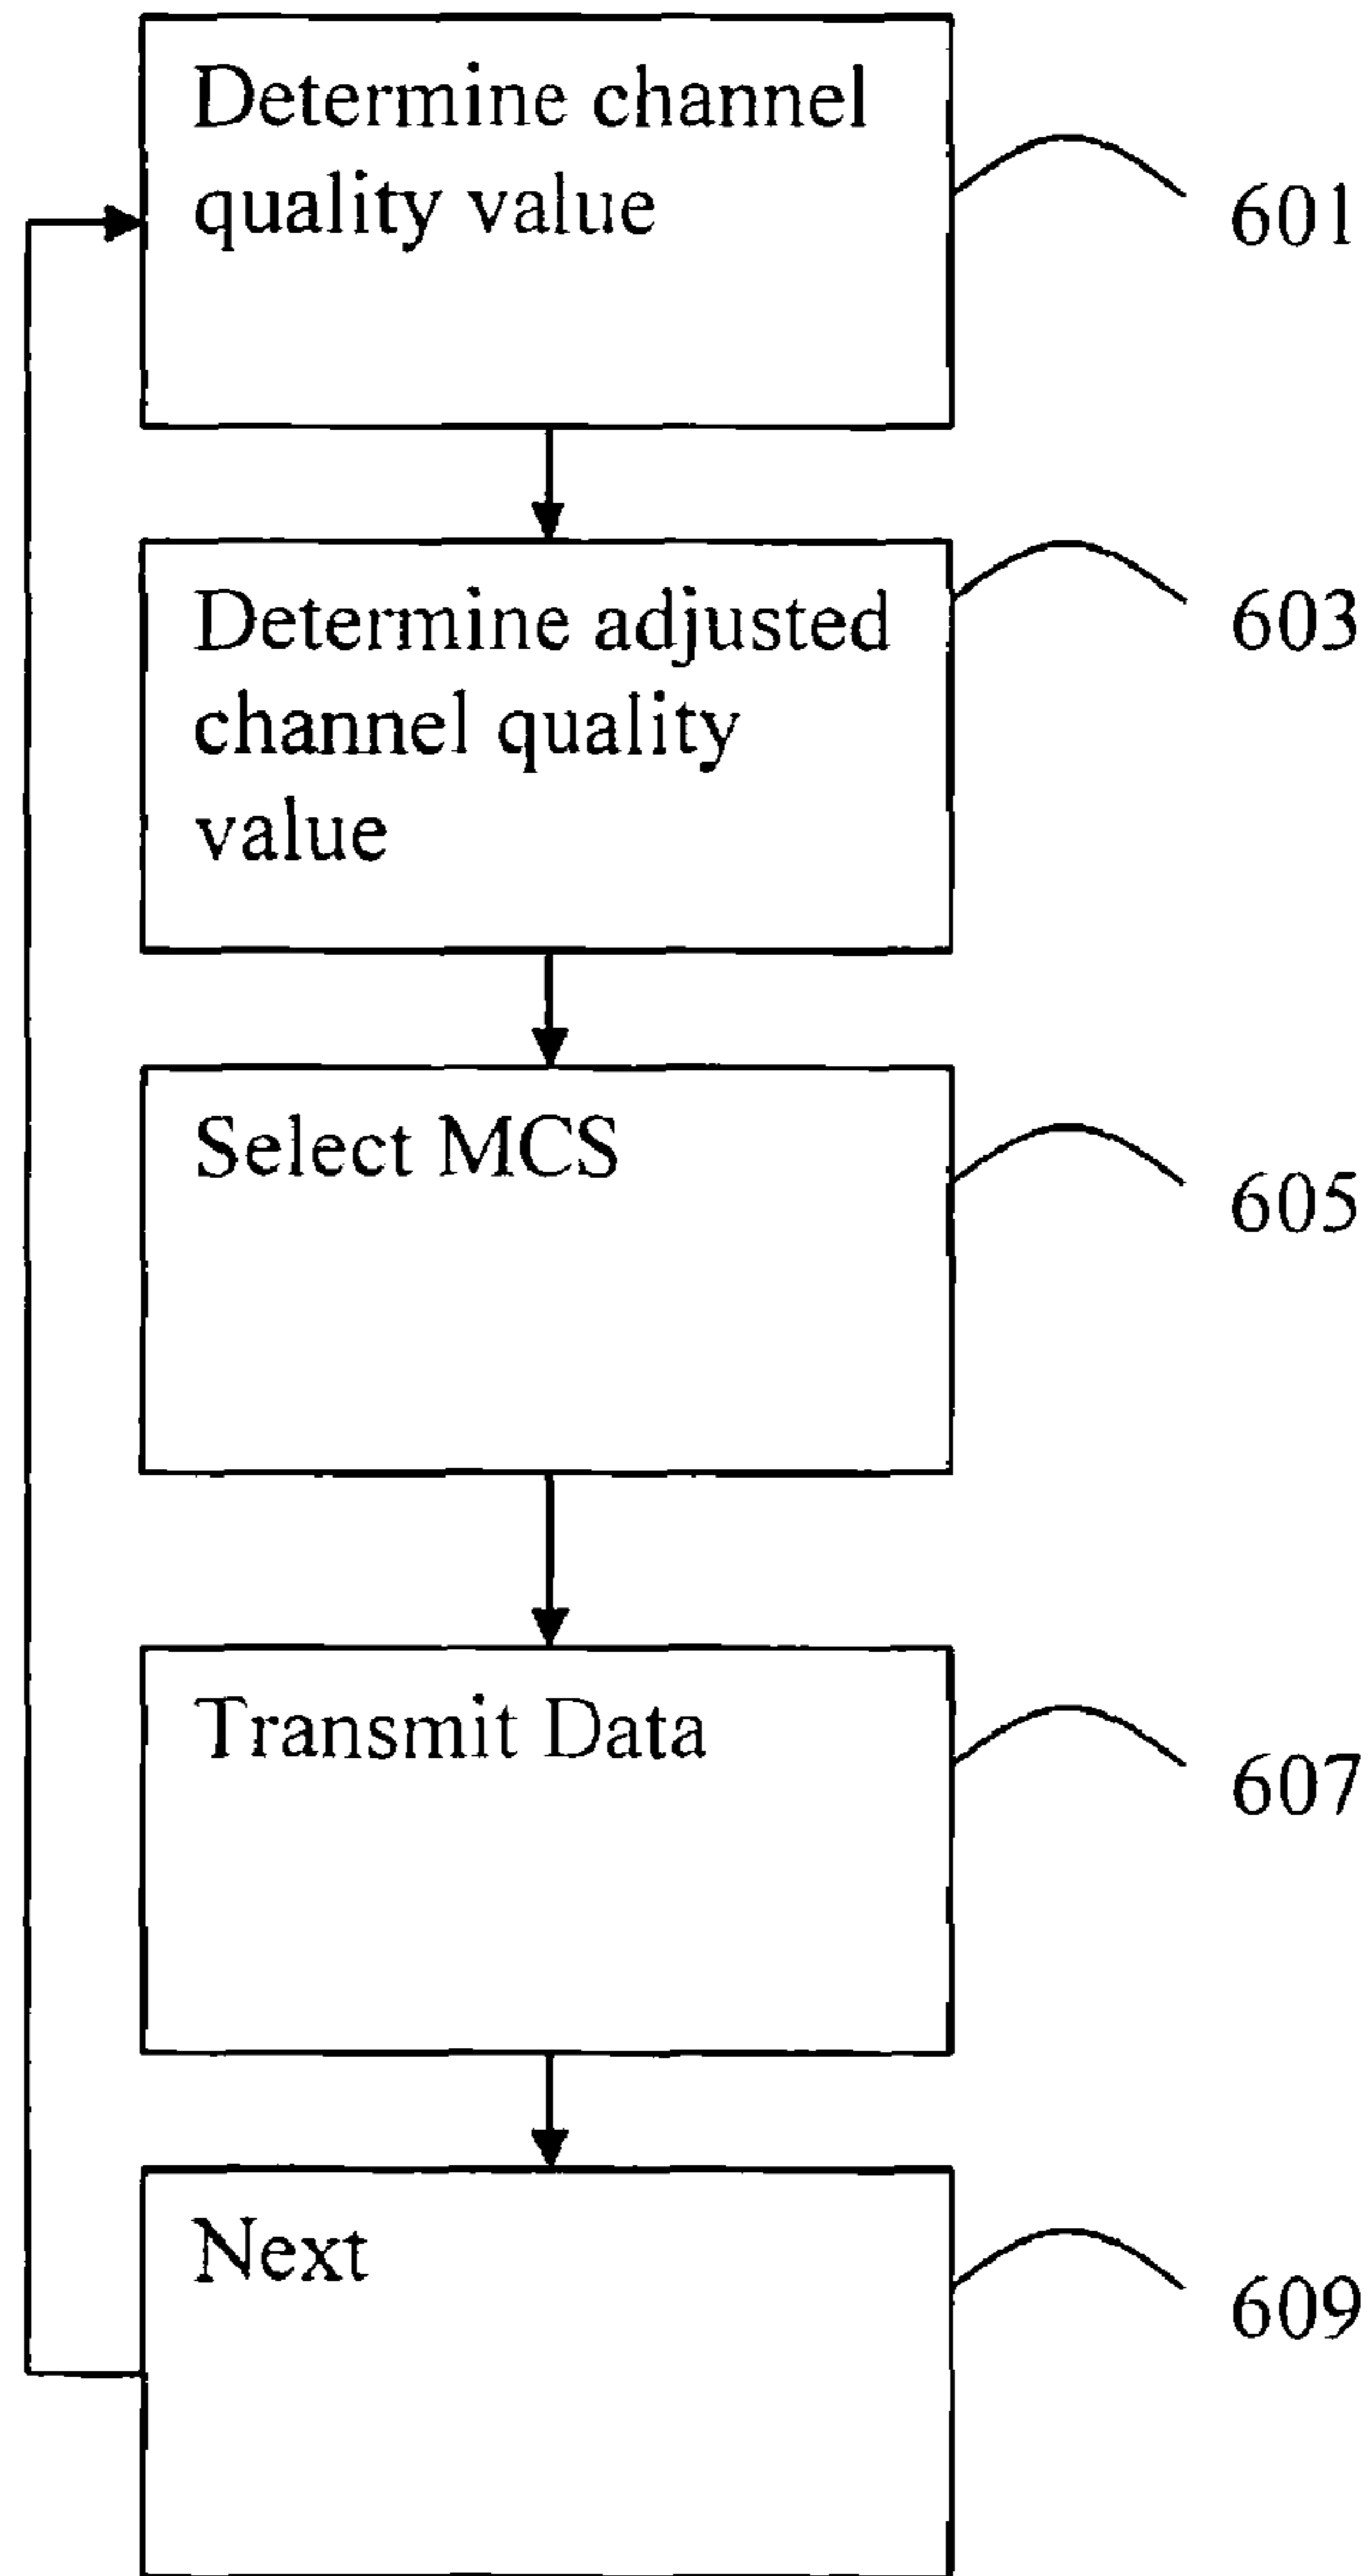 Determine channel
quality value
601
Determine adjusted
channel quality
value
603
Select MCS
605
Transmit Data
607
Next
609